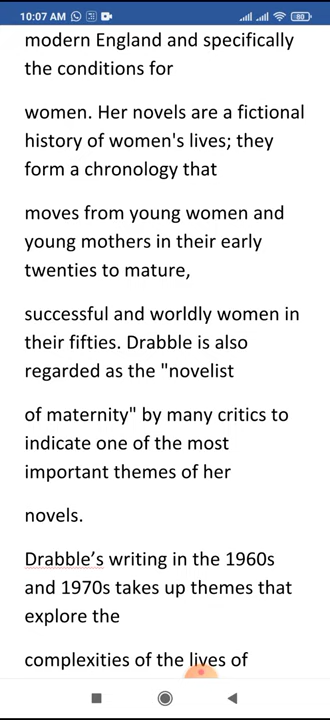 10:07 AM 80
modern England and specifically
the conditions for
women. Her novels are a fictional
history of women's lives; they
form a chronology that
moves from young women and
young mothers in their early
twenties to mature,
successful and worldly women in
their fifties. Drabble is also
regarded as the "novelist
of maternity" by many critics to
indicate one of the most
important themes of her
novels.
Drabble’s writing in the 1960s
and 1970s takes up themes that
explore the
complexities of the lives of